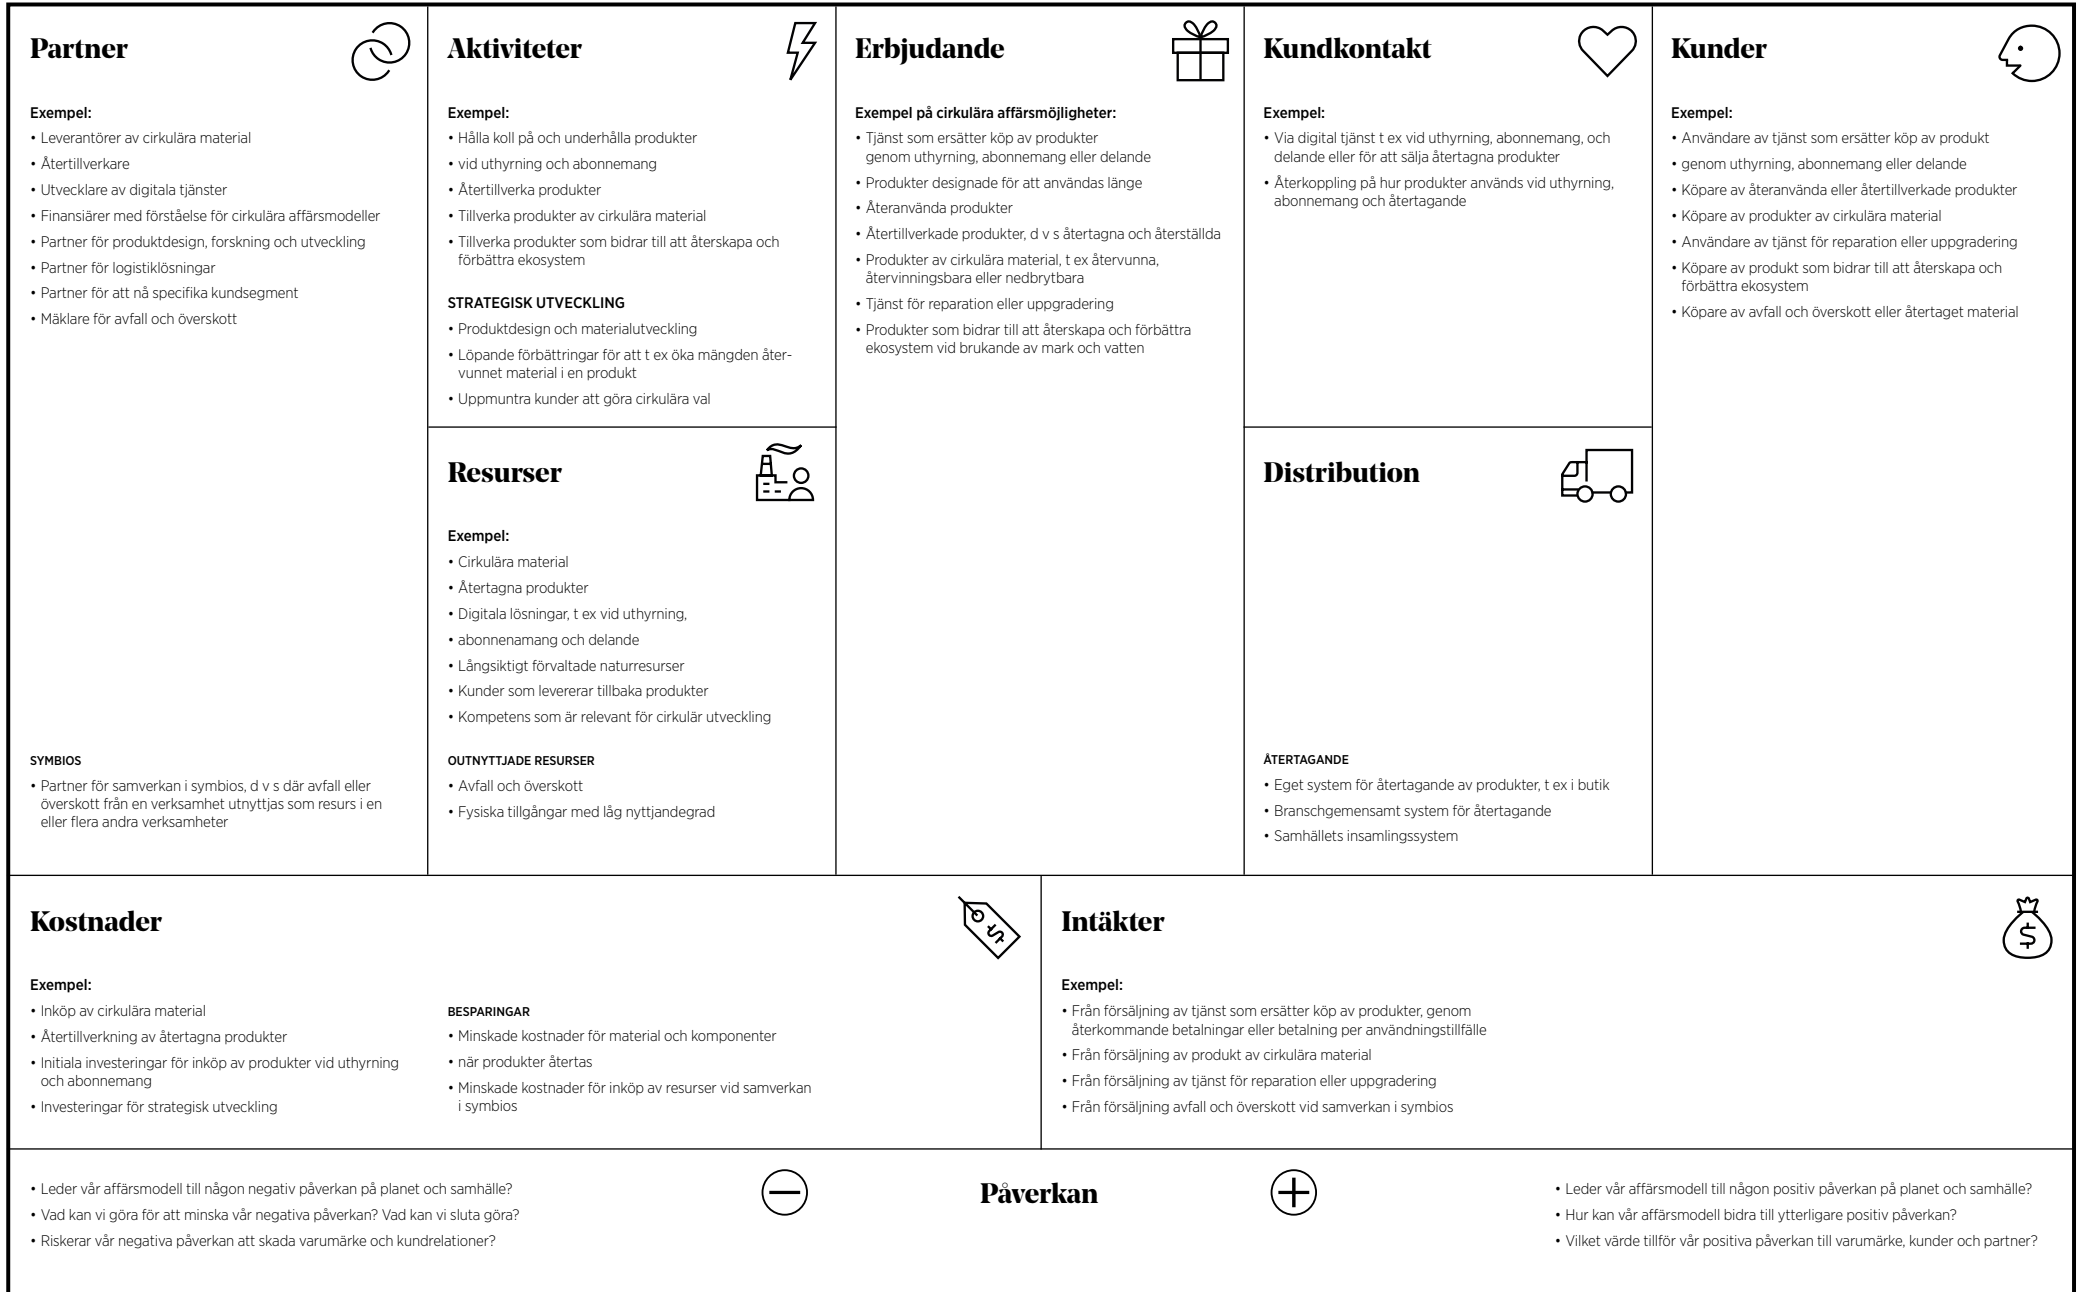 Partner
Exempel:
• Leverantörer av cirkulära material
• Återtillverkare
• Utvecklare av digitala tjänster
• Finansiärer med förståelse för cirkulära affärsmodeller
• Partner för produktdesign, forskning och utveckling
• Partner för logistiklösningar
• Partner för att nå specifika kundsegment
• Mäklare för avfall och överskott
SYMBIOS
• Partner för samverkan i symbios, d v s där avfall eller
överskott från en verksamhet utnyttjas som resurs i en
eller flera andra verksamheter
Aktiviteter
Exempel:
• Hålla koll på och underhålla produkter
• vid uthyrning och abonnemang
• Återtillverka produkter
• Tillverka produkter av cirkulära material
• Tillverka produkter som bidrar till att återskapa och
förbättra ekosystem
STRATEGISK UTVECKLING
• Produktdesign och materialutveckling
• Löpande förbättringar för att t ex öka mängden åter-
vunnet material i en produkt
• Uppmuntra kunder att göra cirkulära val
Resurser
Exempel:
• Cirkulära material
• Återtagna produkter
• Digitala lösningar, t ex vid uthyrning,
• abonnenamang och delande
• Långsiktigt förvaltade naturresurser
• Kunder som levererar tillbaka produkter
• Kompetens som är relevant för cirkulär utveckling
OUTNYTTJADE RESURSER
• Avfall och överskott
• Fysiska tillgångar med låg nyttjandegrad
Erbjudande
Exempel på cirkulära affärsmöjligheter:
• Tjänst som ersätter köp av produkter
genom uthyrning, abonnemang eller delande
• Produkter designade för att användas länge
• Återanvända produkter
• Återtillverkade produkter, d v s återtagna och återställda
• Produkter av cirkulära material, t ex återvunna,
återvinningsbara eller nedbrytbara
• Tjänst för reparation eller uppgradering
• Produkter som bidrar till att återskapa och förbättra
ekosystem vid brukande av mark och vatten
Kundkontakt
Exempel:
• Via digital tjänst t ex vid uthyrning, abonnemang, och
delande eller för att sälja återtagna produkter
• Återkoppling på hur produkter används vid uthyrning,
abonnemang och återtagande
Distribution
ÅTERTAGANDE
• Eget system för återtagande av produkter, t ex i butik
• Branschgemensamt system för återtagande
• Samhällets insamlingssystem
Kunder
Exempel:
• Användare av tjänst som ersätter köp av produkt
• genom uthyrning, abonnemang eller delande
• Köpare av återanvända eller återtillverkade produkter
• Köpare av produkter av cirkulära material
• Användare av tjänst för reparation eller uppgradering
• Köpare av produkt som bidrar till att återskapa och
förbättra ekosystem
• Köpare av avfall och överskott eller återtaget material
Kostnader
Exempel:
• Inköp av cirkulära material
• Återtillverkning av återtagna produkter
• Initiala investeringar för inköp av produkter vid uthyrning
och abonnemang
• Investeringar för strategisk utveckling
BESPARINGAR
• Minskade kostnader för material och komponenter
• när produkter återtas
• Minskade kostnader för inköp av resurser vid samverkan
i symbios
$
Intäkter
Exempel:
• Från försäljning av tjänst som ersätter köp av produkter, genom
återkommande betalningar eller betalning per användningstillfälle
• Från försäljning av produkt av cirkulära material
• Från försäljning av tjänst för reparation eller uppgradering
• Från försäljning avfall och överskott vid samverkan i symbios
$
• Leder vår affärsmodell till någon negativ påverkan på planet och samhälle?
• Vad kan vi göra för att minska vår negativa påverkan? Vad kan vi sluta göra?
• Riskerar vår negativa påverkan att skada varumärke och kundrelationer?
Påverkan
• Leder vår affärsmodell till någon positiv påverkan på planet och samhälle?
• Hur kan vår affärsmodell bidra till ytterligare positiv påverkan?
• Vilket värde tillför vår positiva påverkan till varumärke, kunder och partner?